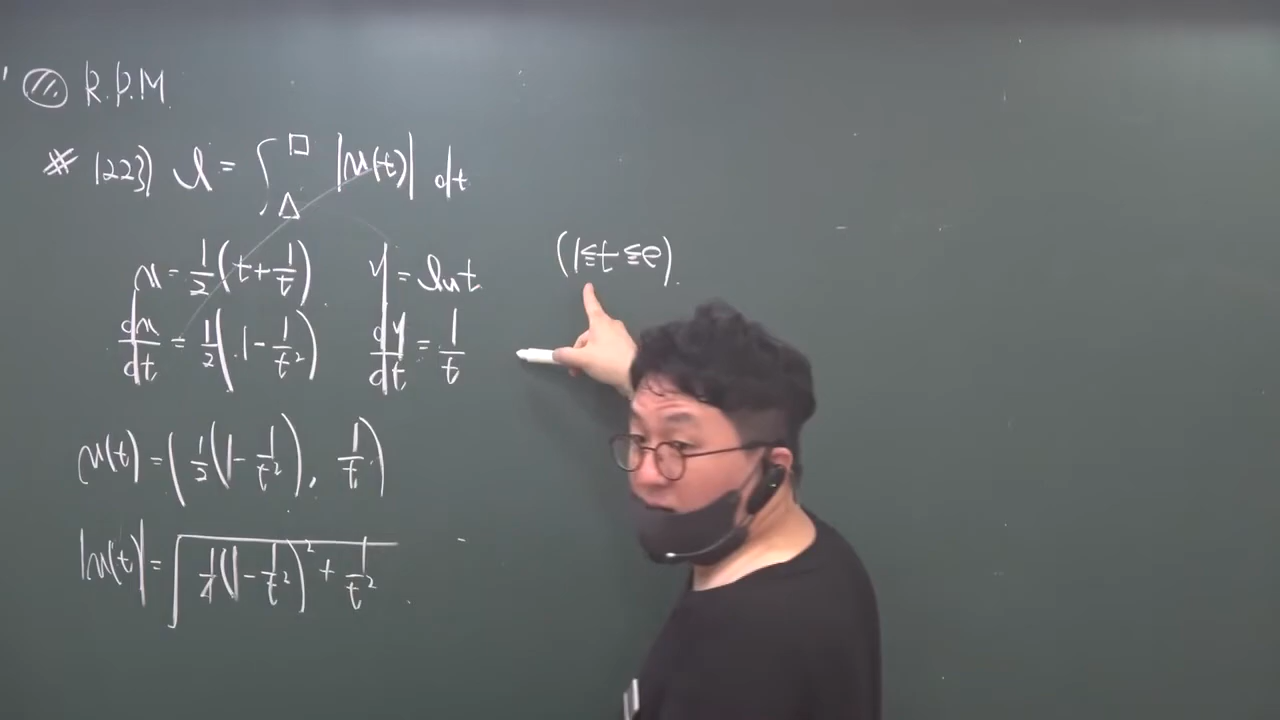 R.P.M.
* 1223) l = ∫_△^□ |v(t)| dt
x = 1/2(t + 1/t) y = ln t (1 ≦ t ≦ e).
dx/dt = 1/2(1 - 1/t²) dy/dt = 1/t
v(t) = (1/2(1 - 1/t²), 1/t)
|v(t)| = √(1/4(1 - 1/t²)² + 1/t²)